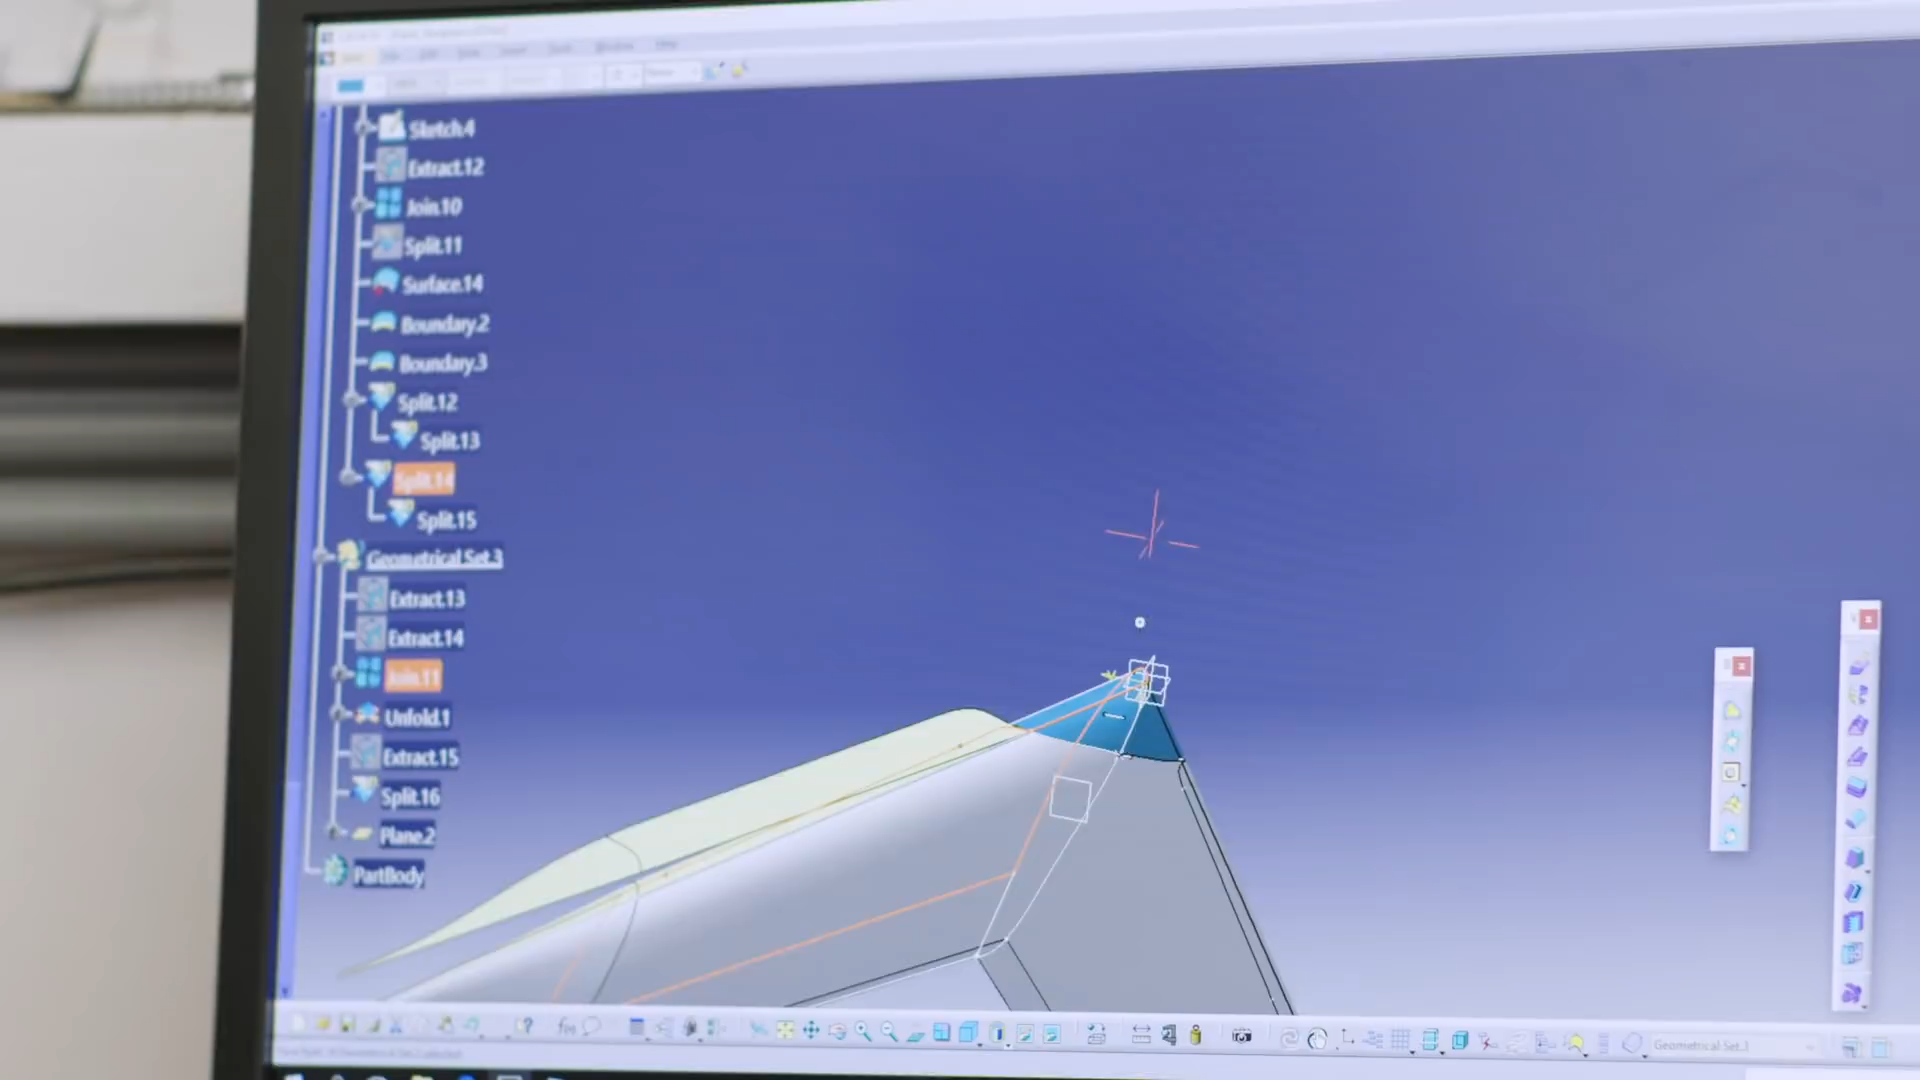 Sketch.4
Extract.12
Join.10
Split.11
Surface.14
Boundary.2
Boundary.3
Split.12
Split.13
Split.14
Split.15
Geometrical Set.3
Extract.13
Extract.14
Join.11
Unfold.1
Extract.15
Split.16
Plane.2
PartBody